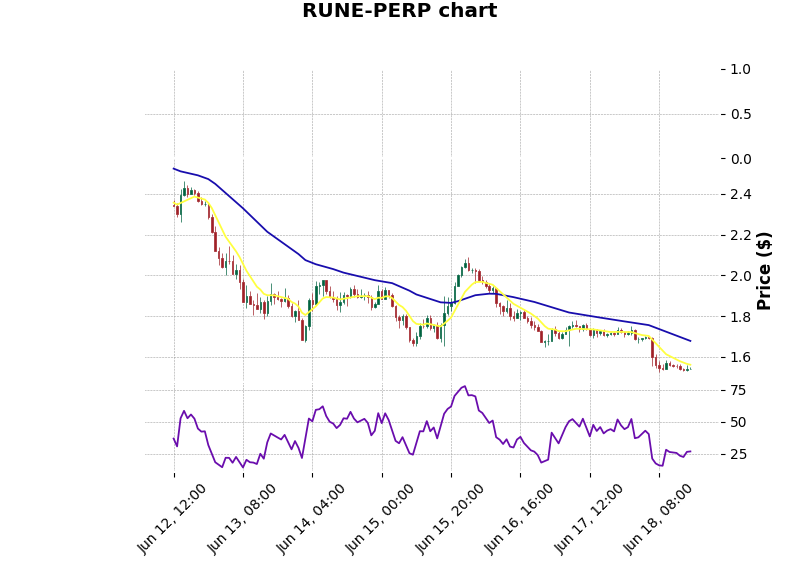 RUNE-PERP chart
1.0
0.5
0.0
2.4
2.2
2.0
1.8
1.6
75
50
25
Price ($)
Jun 12, 12:00
Jun 13, 08:00
Jun 14, 04:00
Jun 15, 00:00
Jun 15, 20:00
Jun 16, 16:00
Jun 17, 12:00
Jun 18, 08:00